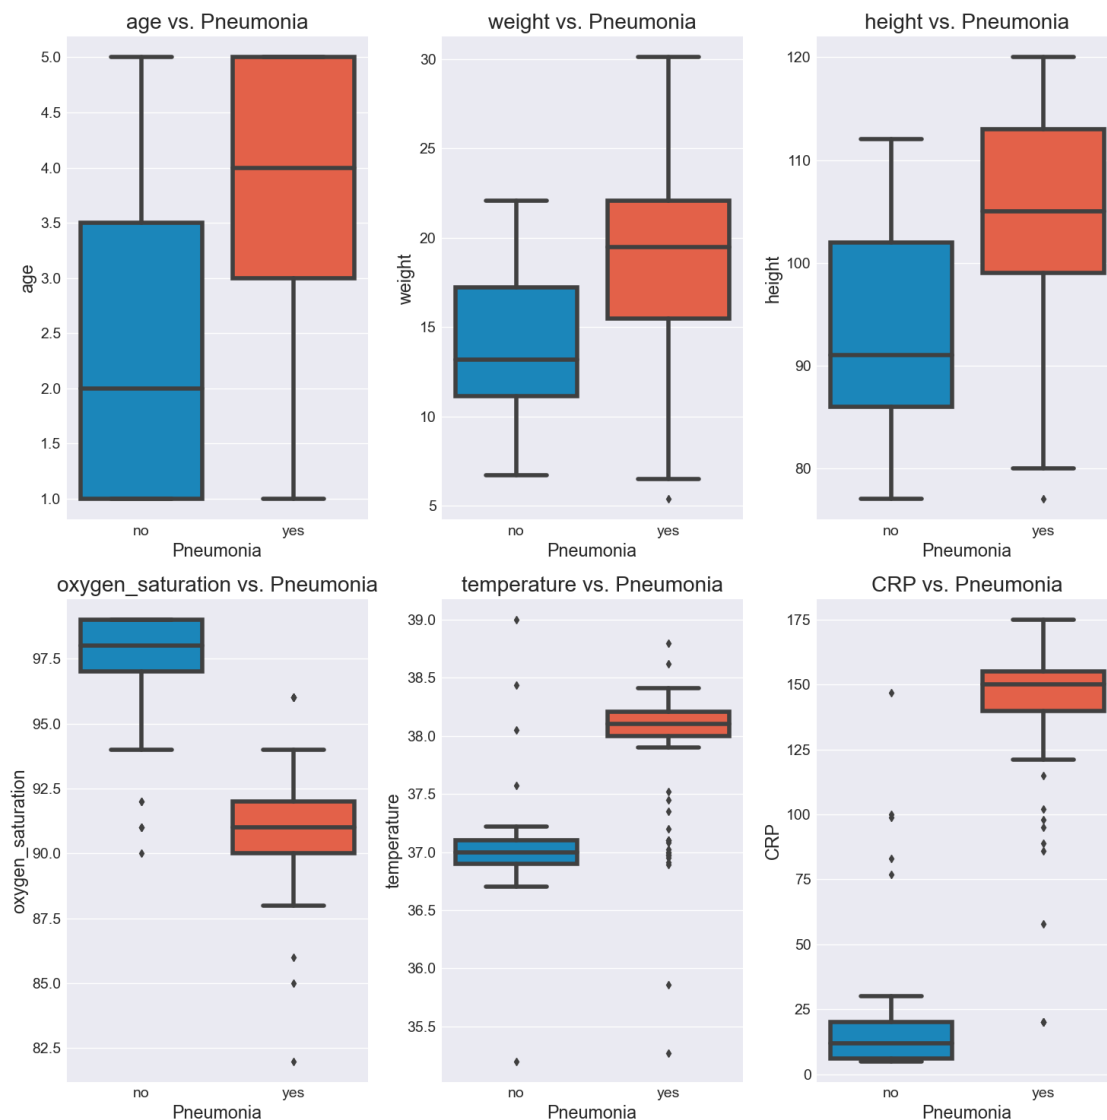 age vs. Pneumonia
5.0
4.5
4.0
3.5
3.0
2.5
2.0
1.5
1.0
age
no
yes
Pneumonia
weight vs. Pneumonia
30
25
20
15
10
5
weight
no
yes
Pneumonia
height vs. Pneumonia
120
110
100
90
80
height
no
yes
Pneumonia
oxygen_saturation vs. Pneumonia
97.5
95.0
92.5
90.0
87.5
85.0
82.5
oxygen_saturation
no
yes
Pneumonia
temperature vs. Pneumonia
39.0
38.5
38.0
37.5
37.0
36.5
36.0
35.5
temperature
no
yes
Pneumonia
CRP vs. Pneumonia
175
150
125
100
75
50
25
0
CRP
no
yes
Pneumonia